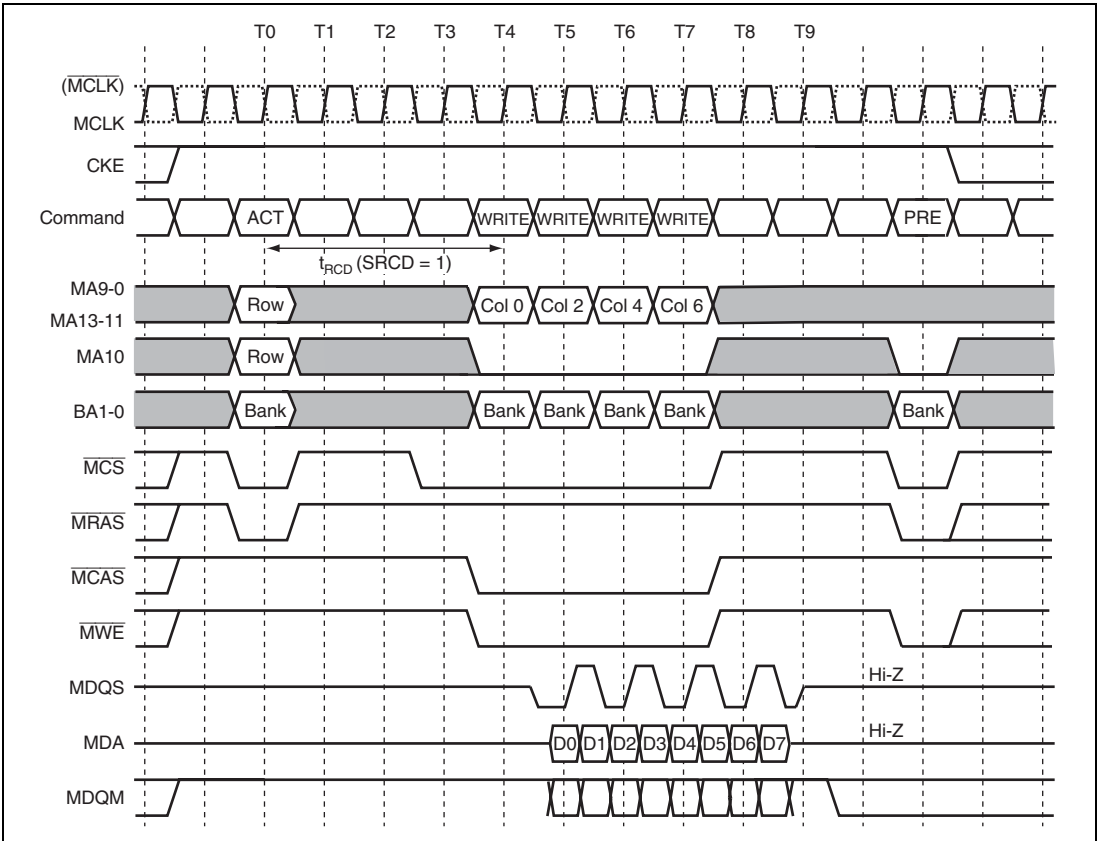 T0 T1 T2 T3 T4 T5 T6 T7 T8 T9
(MCLK)
MCLK
CKE
Command ACT WRITE WRITE WRITE WRITE PRE
tRCD (SRCD = 1)
MA9-0
MA13-11
Row Col 0 Col 2 Col 4 Col 6
MA10 Row
BA1-0 Bank Bank Bank Bank Bank Bank
MCS
MRAS
MCAS
MWE
MDQS Hi-Z
MDA D0 D1 D2 D3 D4 D5 D6 D7 Hi-Z
MDQM